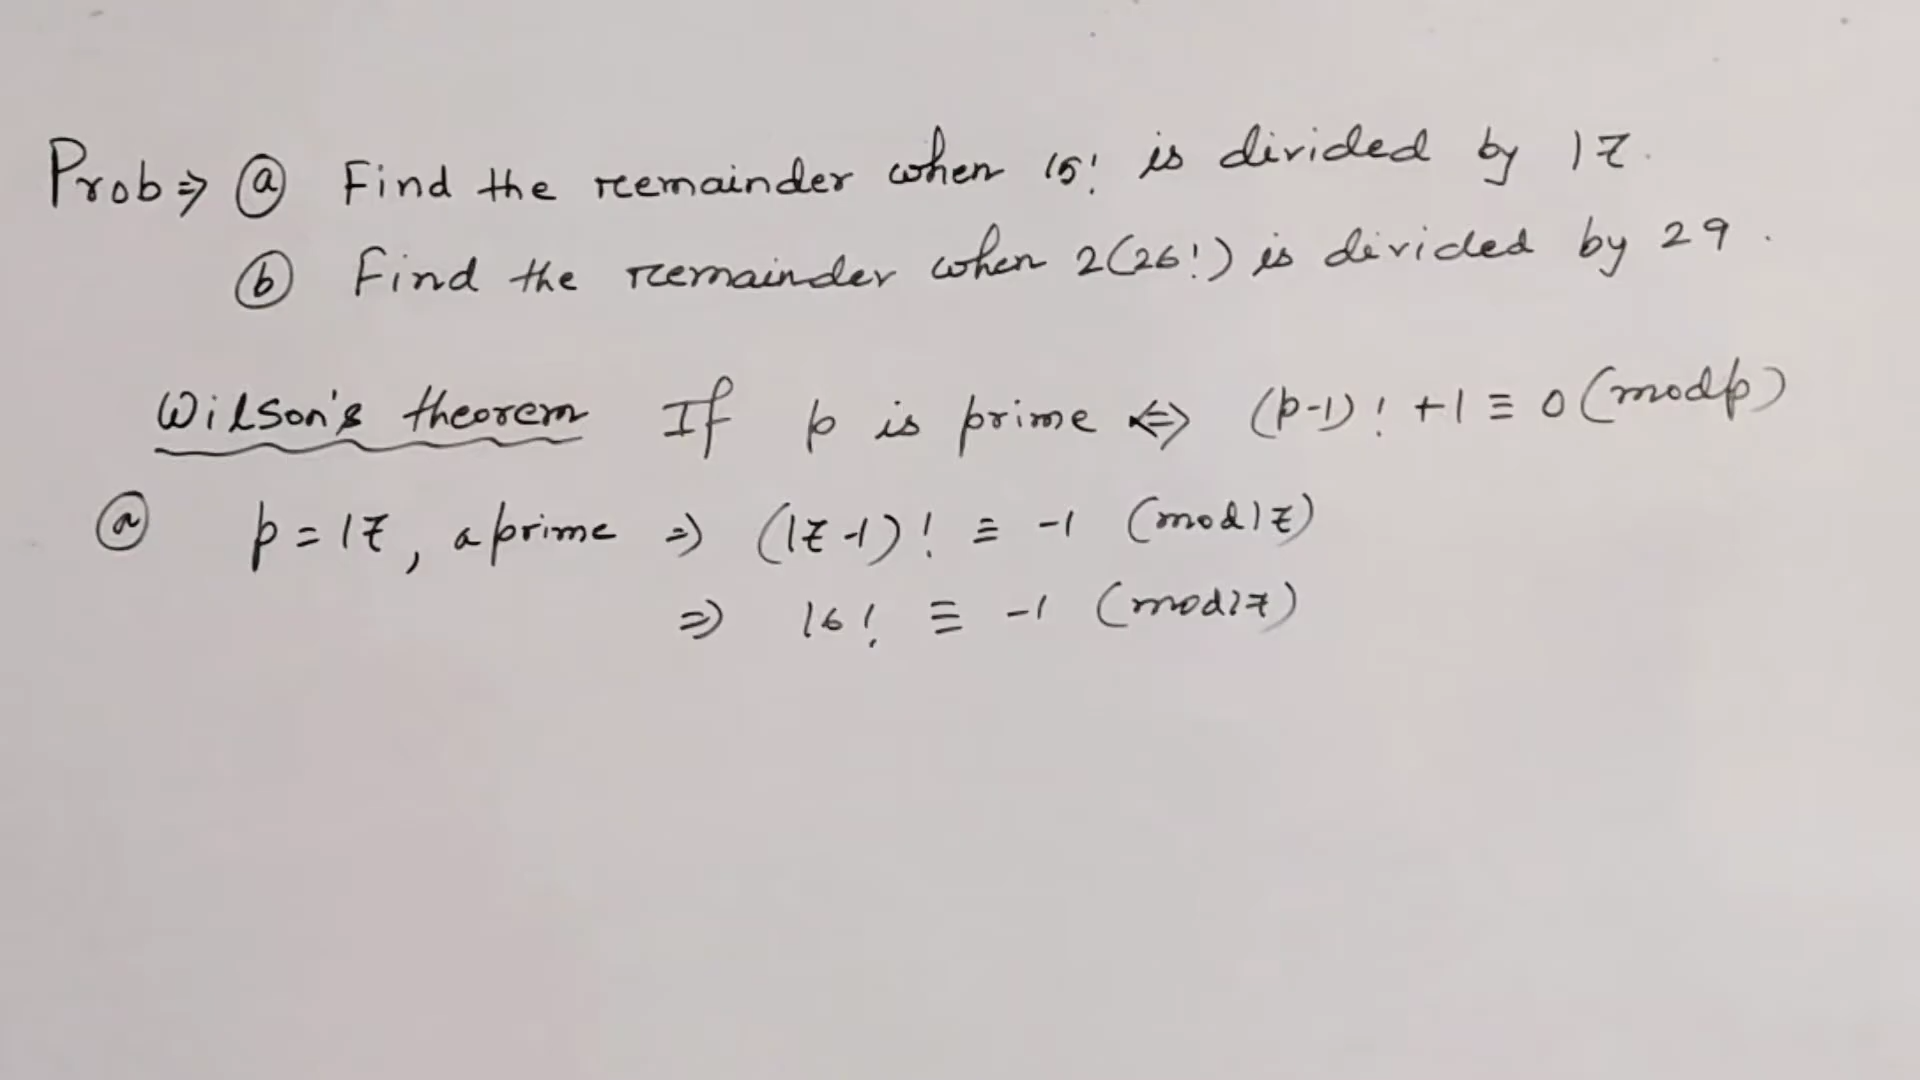 Prob ⇒ ⓐ Find the remainder when 15! is divided by 17.
ⓑ Find the remainder when 2(26!) is divided by 29.
Wilson's theorem If p is prime ⇔ (p-1)! +1 ≡ 0 (mod p)
ⓐ p = 17, a prime ⇒ (17-1)! ≡ -1 (mod 17)
⇒ 16! ≡ -1 (mod 17)